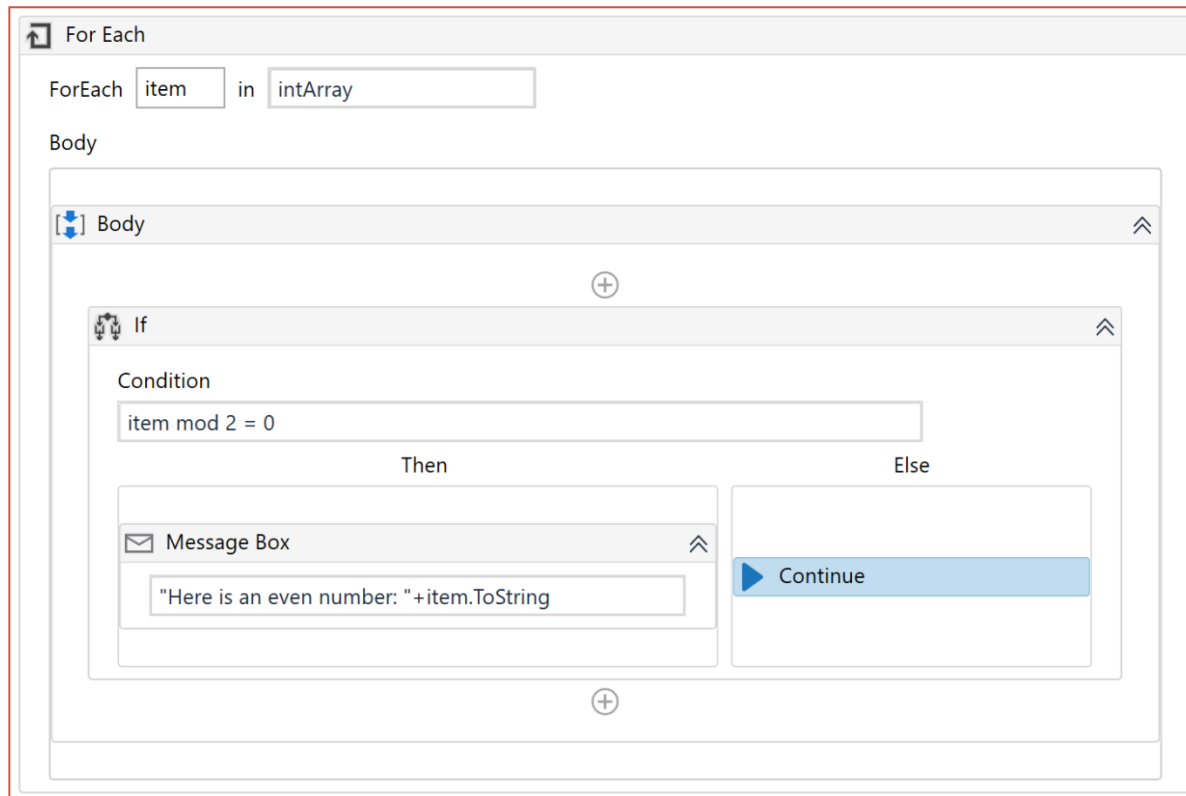 For Each
ForEach item in intArray
Body
Body
If
Condition
item mod 2 = 0
Then Else
Message Box
"Here is an even number: "+item.ToString
Continue